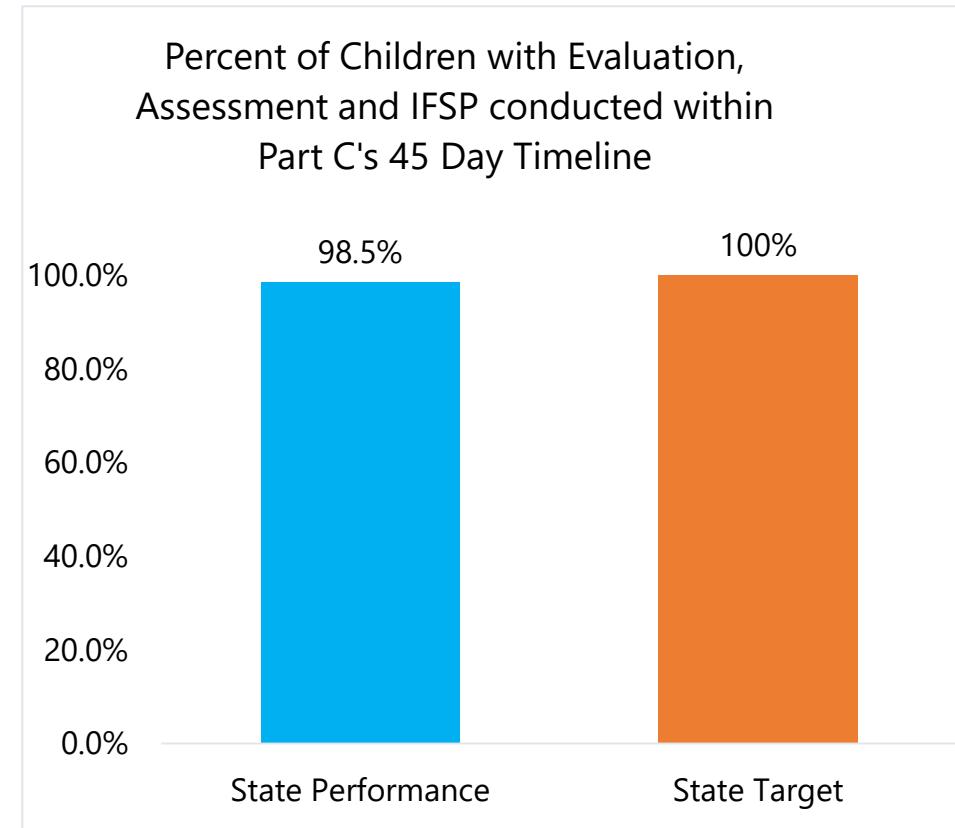 Percent of Children with Evaluation,
Assessment and IFSP conducted within
Part C's 45 Day Timeline
98.5%
100%
100.0%
80.0%
60.0%
40.0%
20.0%
0.0%
State Performance
State Target